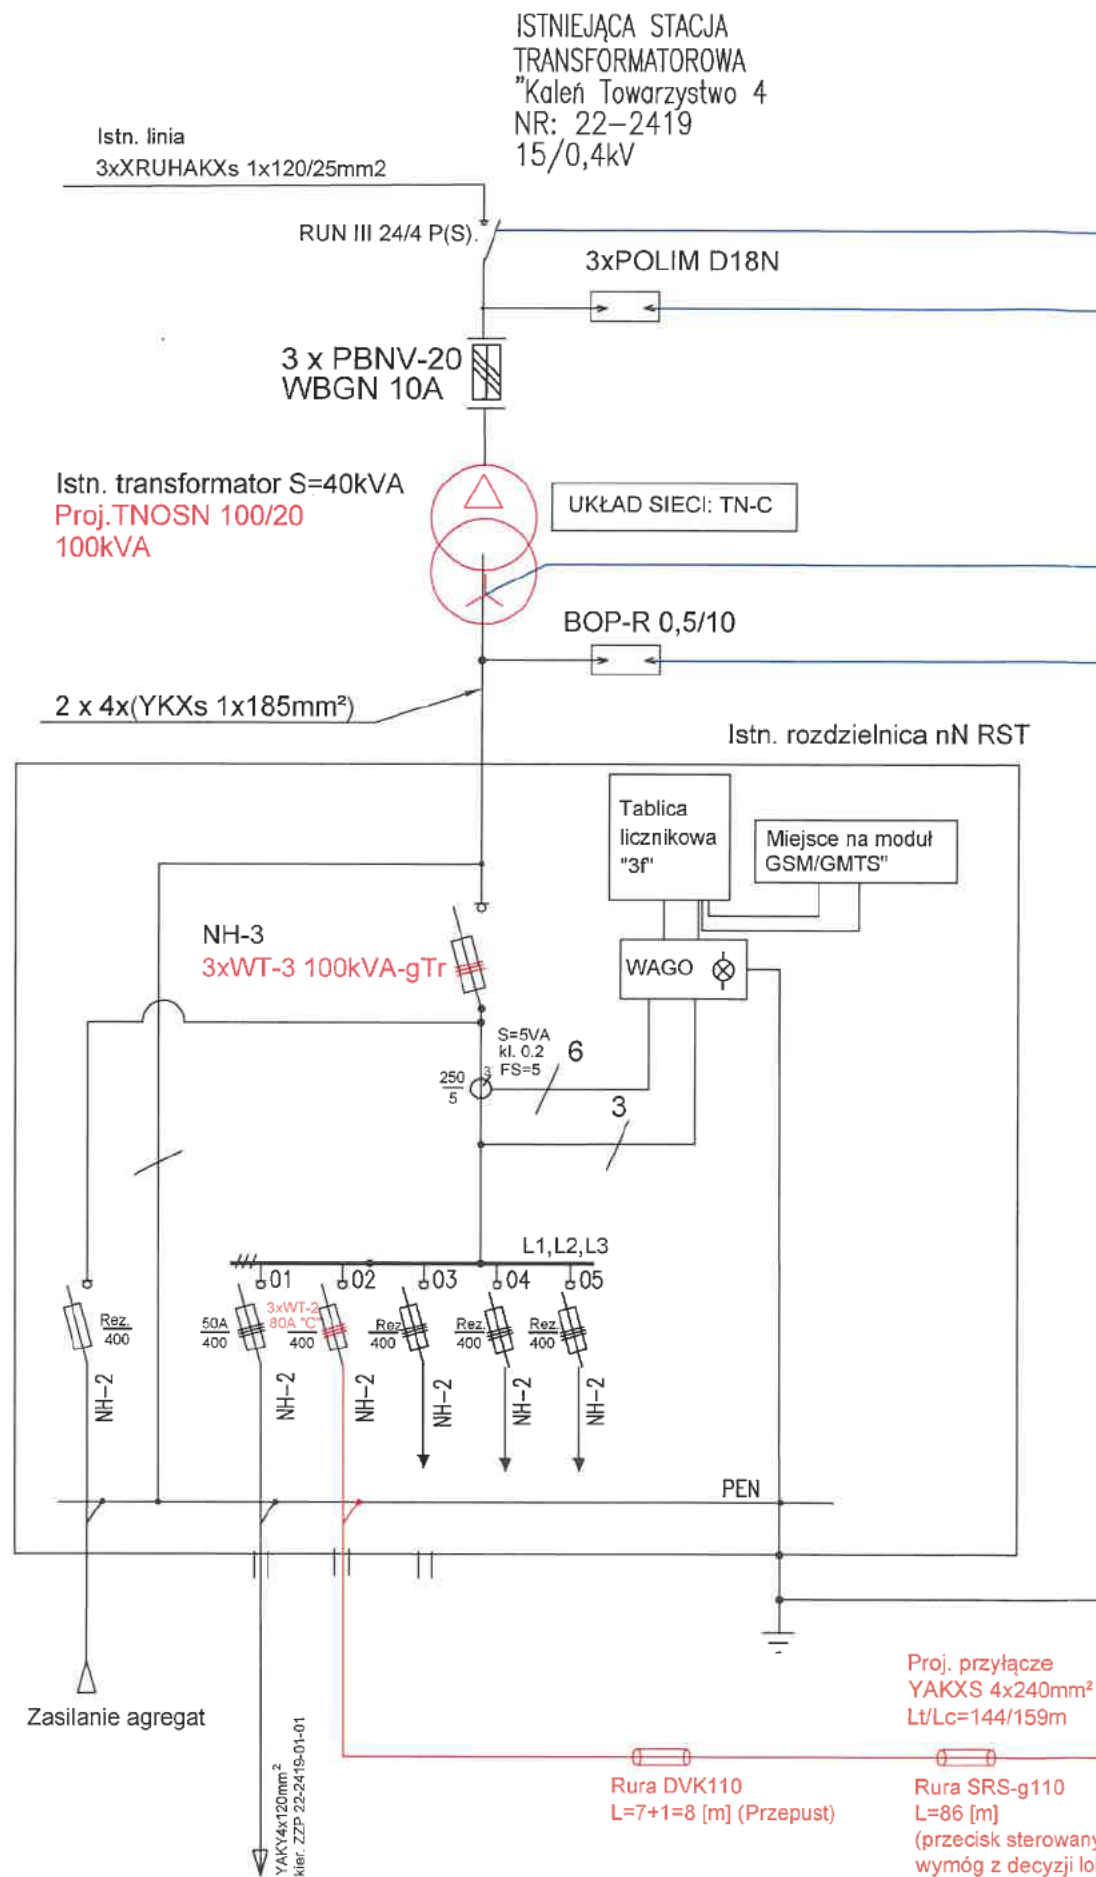 ISTNIEJĄCA STACJA
TRANSFORMATOROWA
"Kaleń Towarzystwo 4
NR: 22-2419
15/0,4kV
Istn. linia
3xXRUHAKXs 1x120/25mm2
RUN III 24/4 P(S).
3xPOLIM D18N
3 x PBNV-20
WBGN 10A
Istn. transformator S=40kVA
Proj.TNOSN 100/20
100kVA
UKŁAD SIECI: TN-C
BOP-R 0,5/10
2 x 4x(YKXs 1x185mm²)
Istn. rozdzielnica nN RST
Tablica
licznikowa
"3f"
Miejsce na moduł
GSM/GMTS"
NH-3
3xWT-3 100kVA-gTr
WAGO
S=5VA
kl. 0.2
FS=5
6
250
5
3
3
L1,L2,L3
01
02
03
04
05
3xWT-2
80A "C"
Rez.
400
50A
400
400
Rez
400
Rez.
400
Rez.
400
NH-2
NH-2
NH-2
NH-2
NH-2
PEN
Zasilanie agregat
YAKY4x120mm²
kier. ZZP 22-2419-01-01
Proj. przyłącze
YAKXS 4x240mm²
Lt/Lc=144/159m
Rura DVK110
L=7+1=8 [m] (Przepust)
Rura SRS-g110
L=86 [m]
(przecisk sterowany
wymóg z decyzji lo